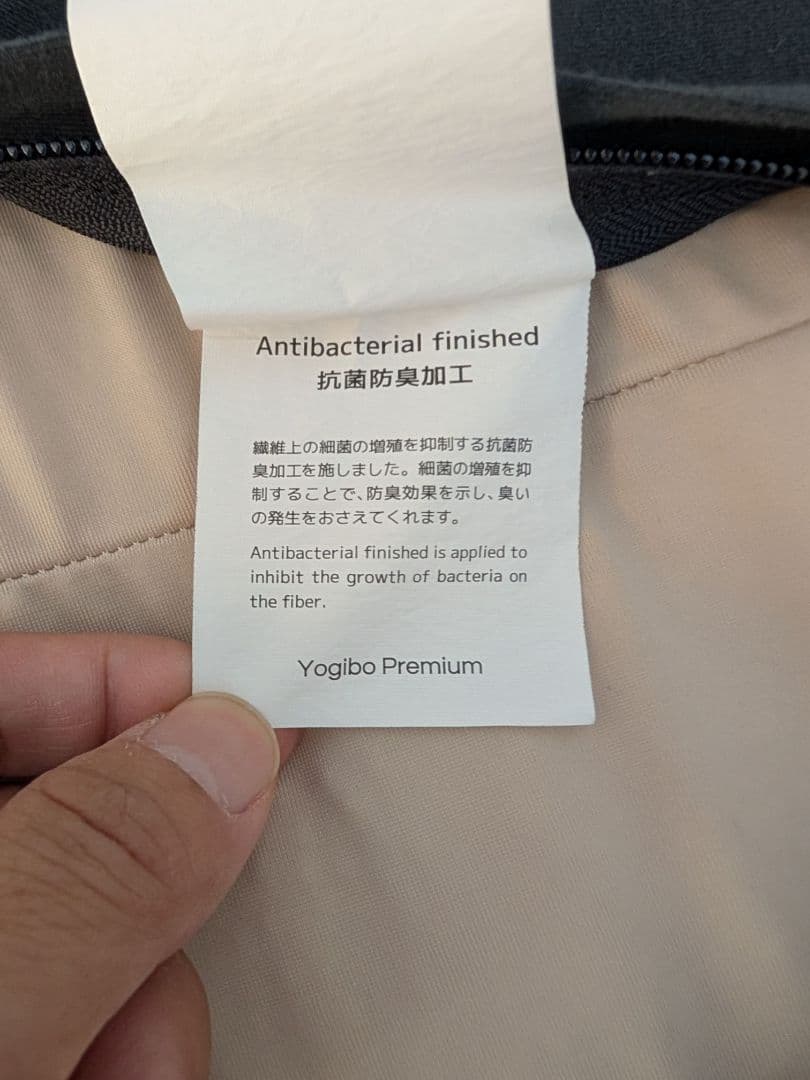 Antibacterial finished
抗菌防臭加工
繊維上の細菌の増殖を抑制する抗菌防
臭加工を施しました。細菌の増殖を抑
制することで、防臭効果を示し、臭い
の発生をおさえてくれます。
Antibacterial finished is applied to
inhibit the growth of bacteria on
the fiber.
Yogibo Premium